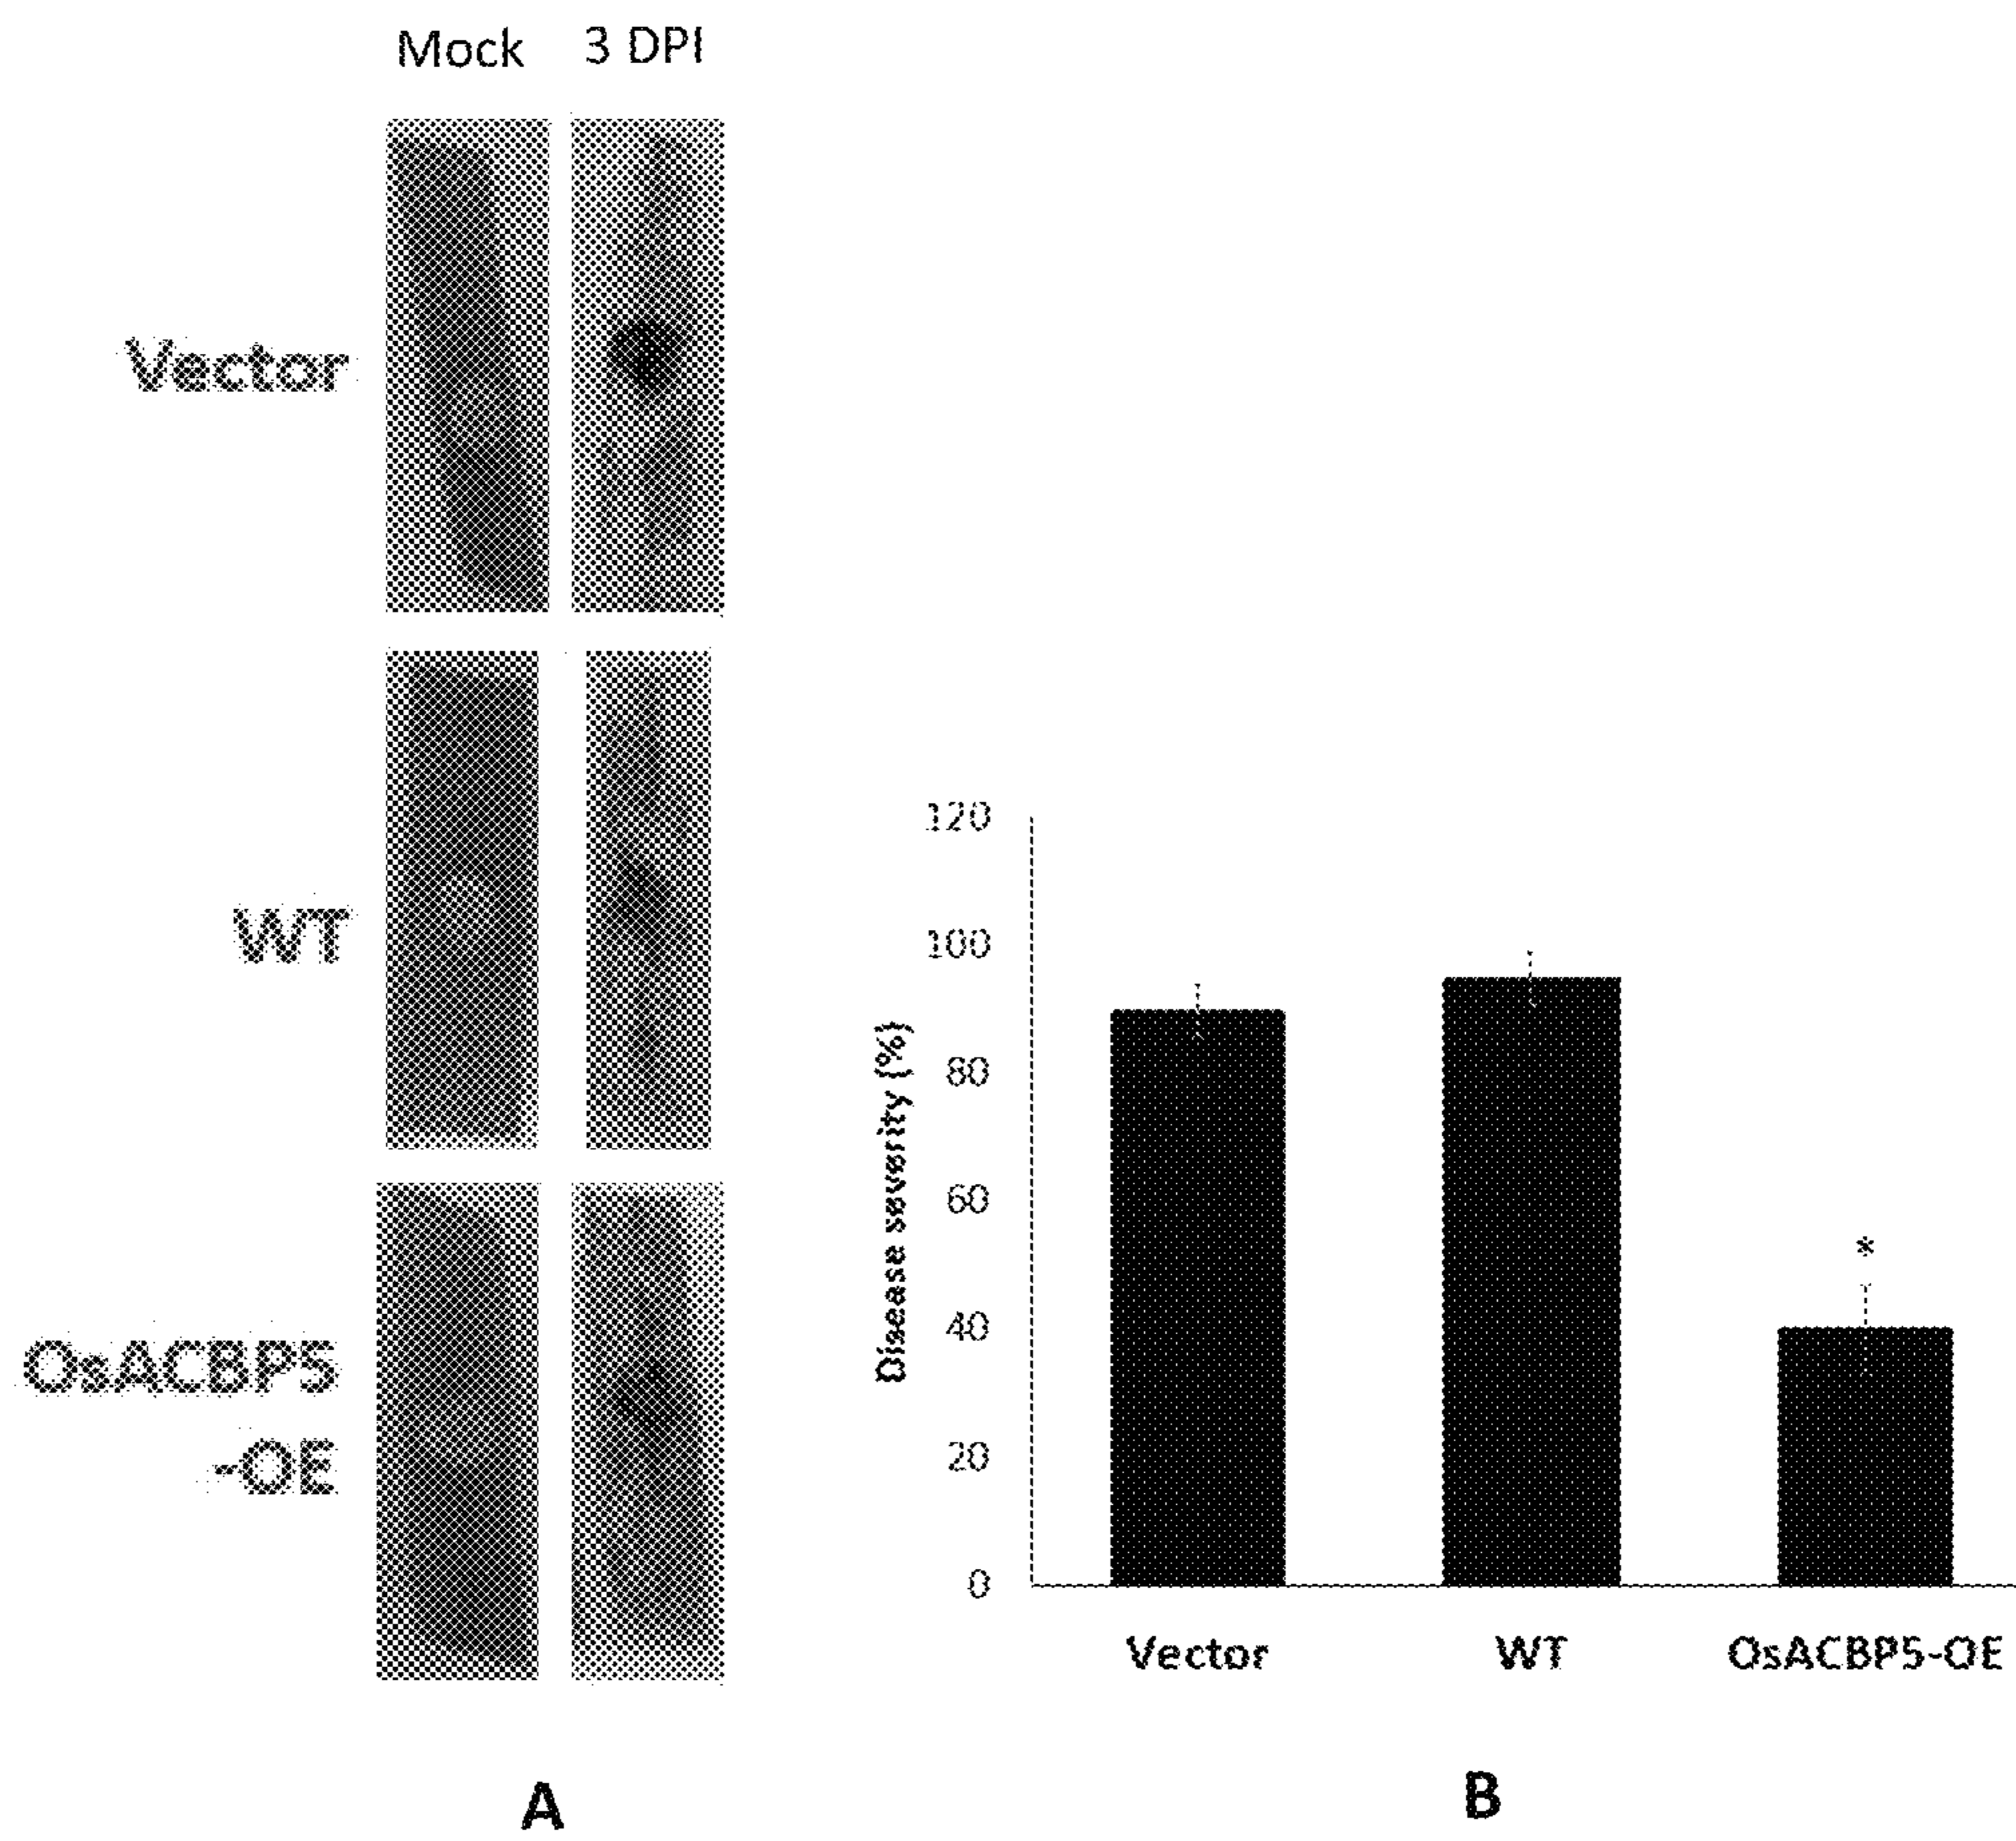 Mock 3 DPI
Vector
WT
OsACBP5
-OE
A
120
100
80
60
40
20
0
Disease severity (%)
*
Vector WT OsACBP5-OE
B